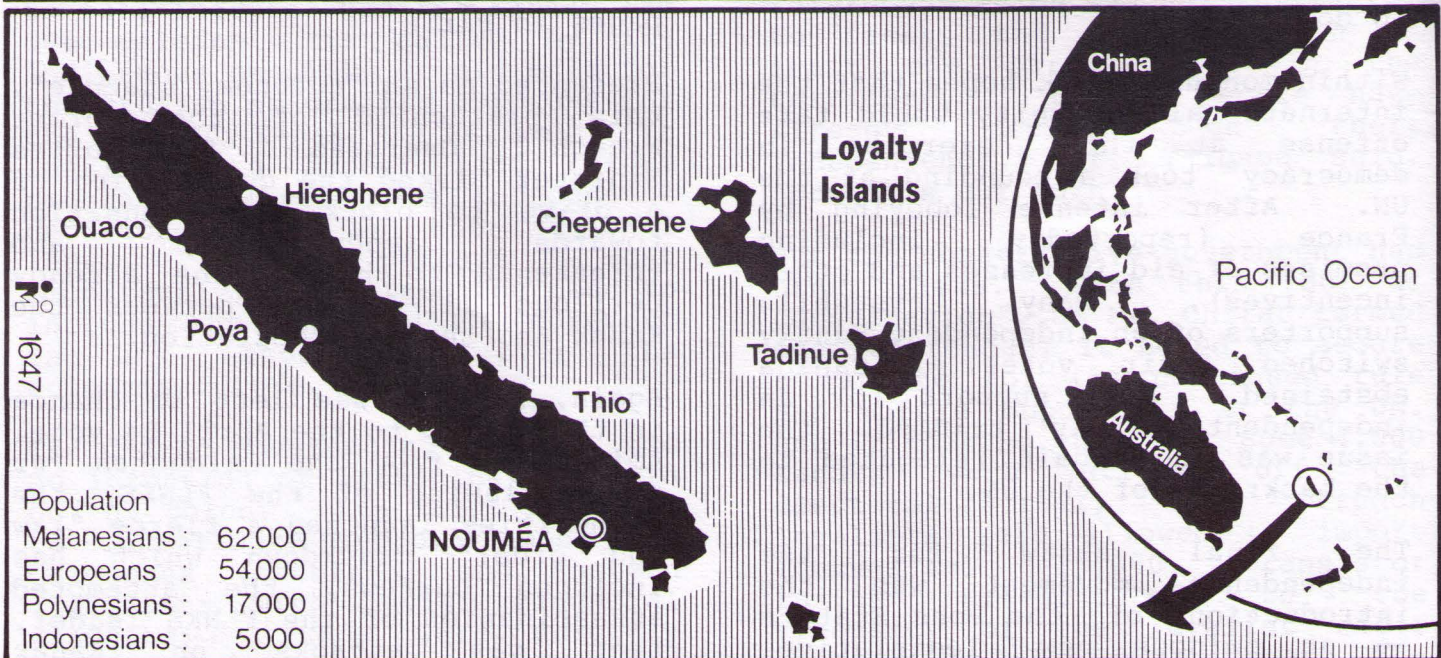 China
Loyalty
Islands
Hienghene
Chepenehe
Ouaco
Pacific Ocean
Poya
Tadinue
1647
Thio
Australia
NOUMÉA
Population
Melanesians : 62,000
Europeans : 54,000
Polynesians : 17,000
Indonesians : 5,000